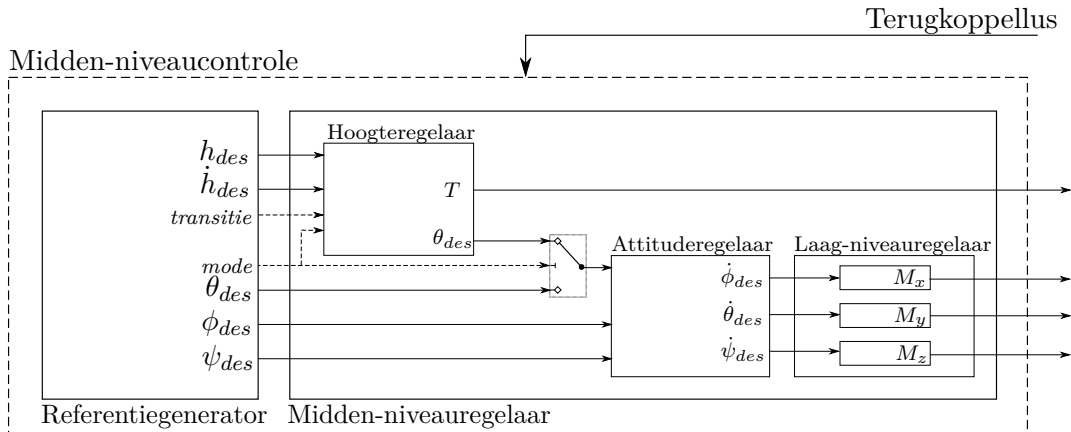 Terugkoppellus
Midden-niveaucontrole
Hoogteregelaar
h_des
ḣ_des
transitie
mode
θ_des
ϕ_des
ψ_des
T
θ_des
Attituderegelaar
ϕ̇_des
θ̇_des
ψ̇_des
Laag-niveauregelaar
M_x
M_y
M_z
Referentiegenerator
Midden-niveauregelaar